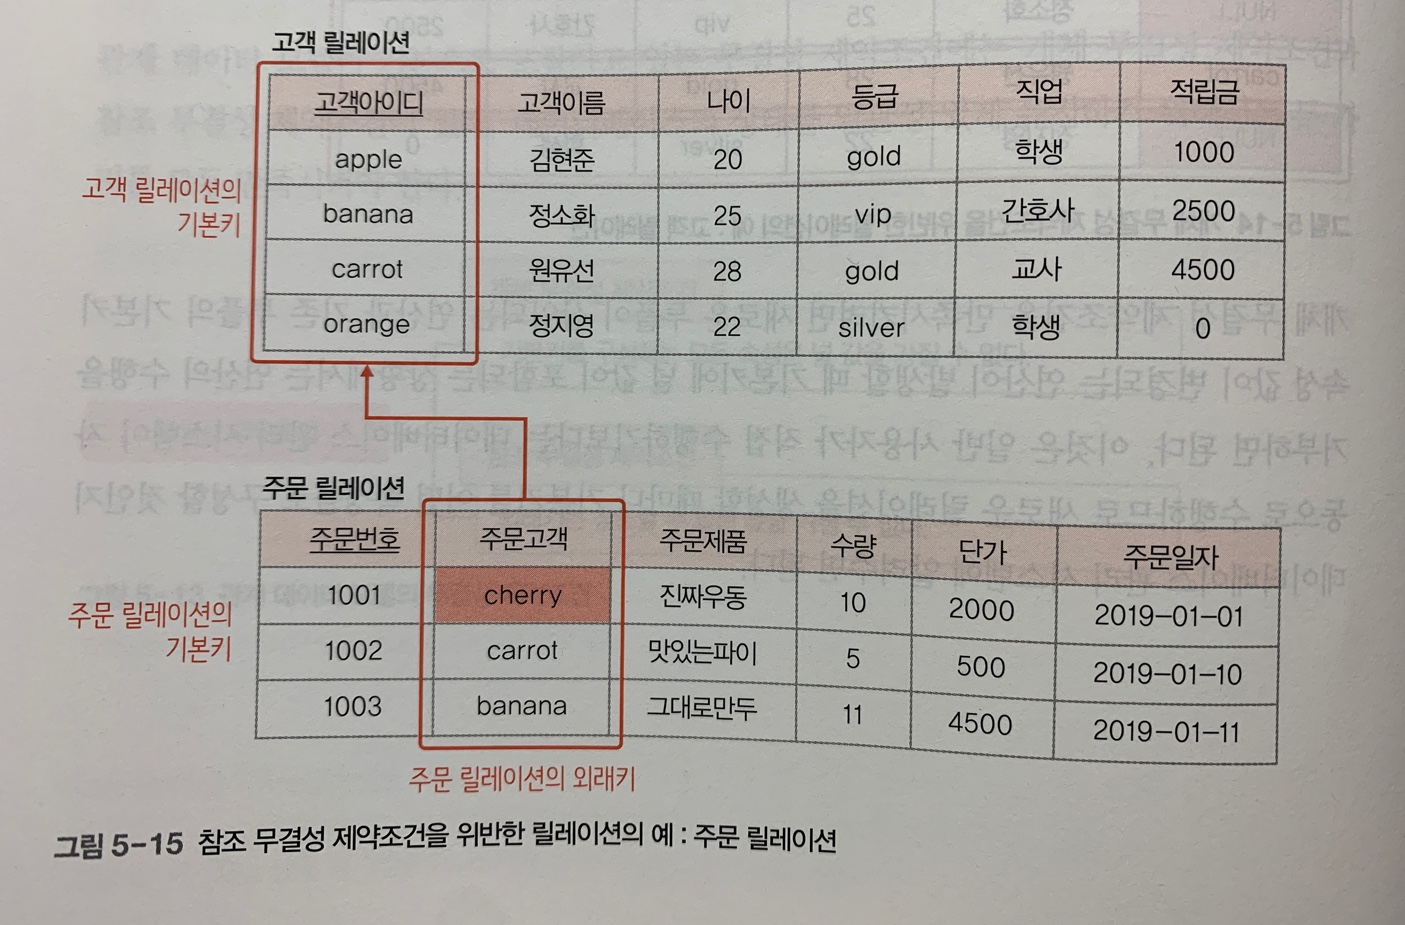 고객 릴레이션
고객아이디 고객이름 나이 등급 직업 적립금
apple 김현준 20 gold 학생 1000
banana 정소화 25 vip 간호사 2500
carrot 원유선 28 gold 교사 4500
orange 정지영 22 silver 학생 0
고객 릴레이션의
기본키
주문 릴레이션
주문번호 주문고객 주문제품 수량 단가 주문일자
1001 cherry 진짜우동 10 2000 2019-01-01
1002 carrot 맛있는파이 5 500 2019-01-10
1003 banana 그대로만두 11 4500 2019-01-11
주문 릴레이션의
기본키
주문 릴레이션의 외래키
그림 5-15 참조 무결성 제약조건을 위반한 릴레이션의 예 : 주문 릴레이션